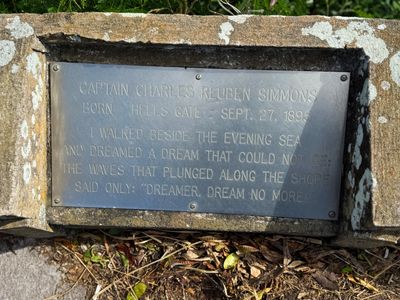 CAPTAIN CHARLES REUBEN SIMMONS
BORN HELLS GATE - SEPT. 27, 1895
I WALKED BESIDE THE EVENING SEA
AND DREAMED A DREAM THAT COULD NOT BE;
THE WAVES THAT PLUNGED ALONG THE SHORE
SAID ONLY: "DREAMER, DREAM NO MORE!"